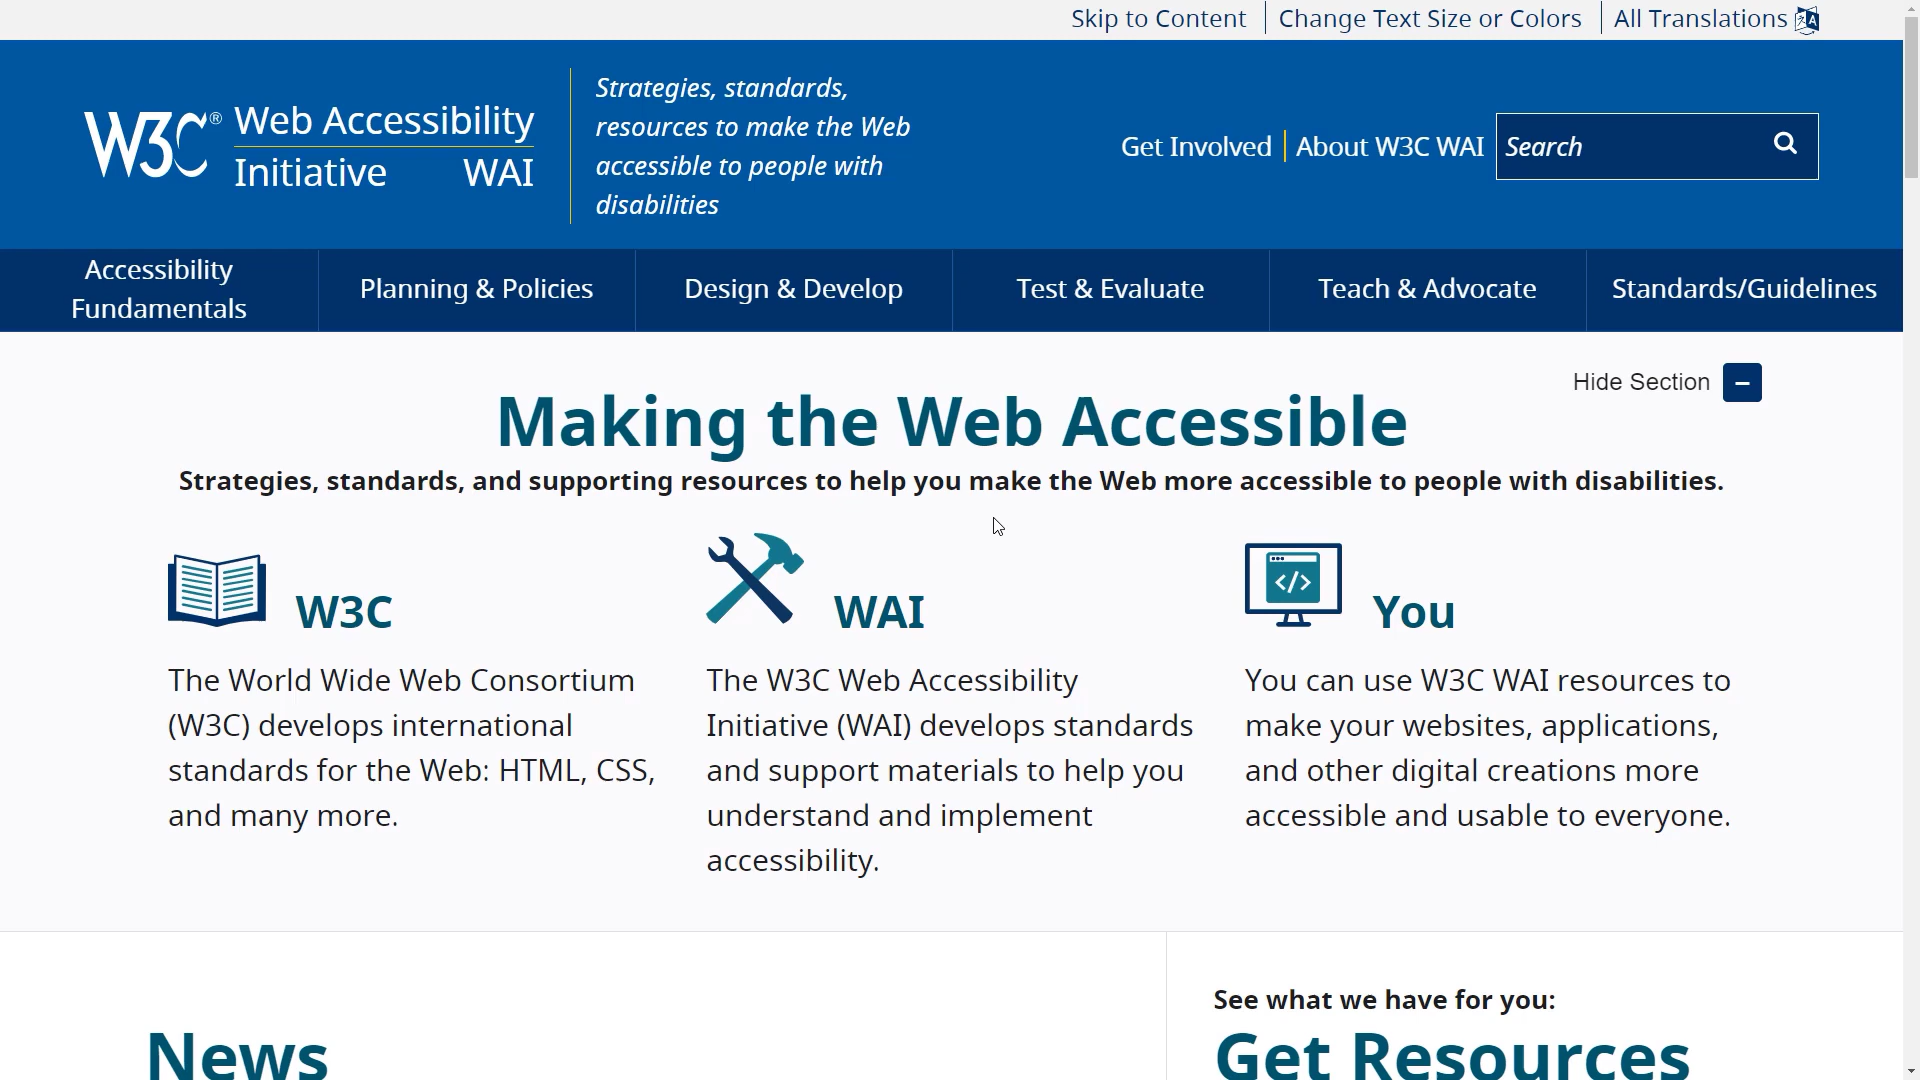 Skip to Content
Change Text Size or Colors
All Translations
W3C®
Web Accessibility
Initiative WAI
Strategies, standards,
resources to make the Web
accessible to people with
disabilities
Get Involved
About W3C WAI
Search
Accessibility
Fundamentals
Planning & Policies
Design & Develop
Test & Evaluate
Teach & Advocate
Standards/Guidelines
Hide Section
Making the Web Accessible
Strategies, standards, and supporting resources to help you make the Web more accessible to people with disabilities.
W3C
The World Wide Web Consortium
(W3C) develops international
standards for the Web: HTML, CSS,
and many more.
WAI
The W3C Web Accessibility
Initiative (WAI) develops standards
and support materials to help you
understand and implement
accessibility.
</>
You
You can use W3C WAI resources to
make your websites, applications,
and other digital creations more
accessible and usable to everyone.
News
See what we have for you:
Get Resources